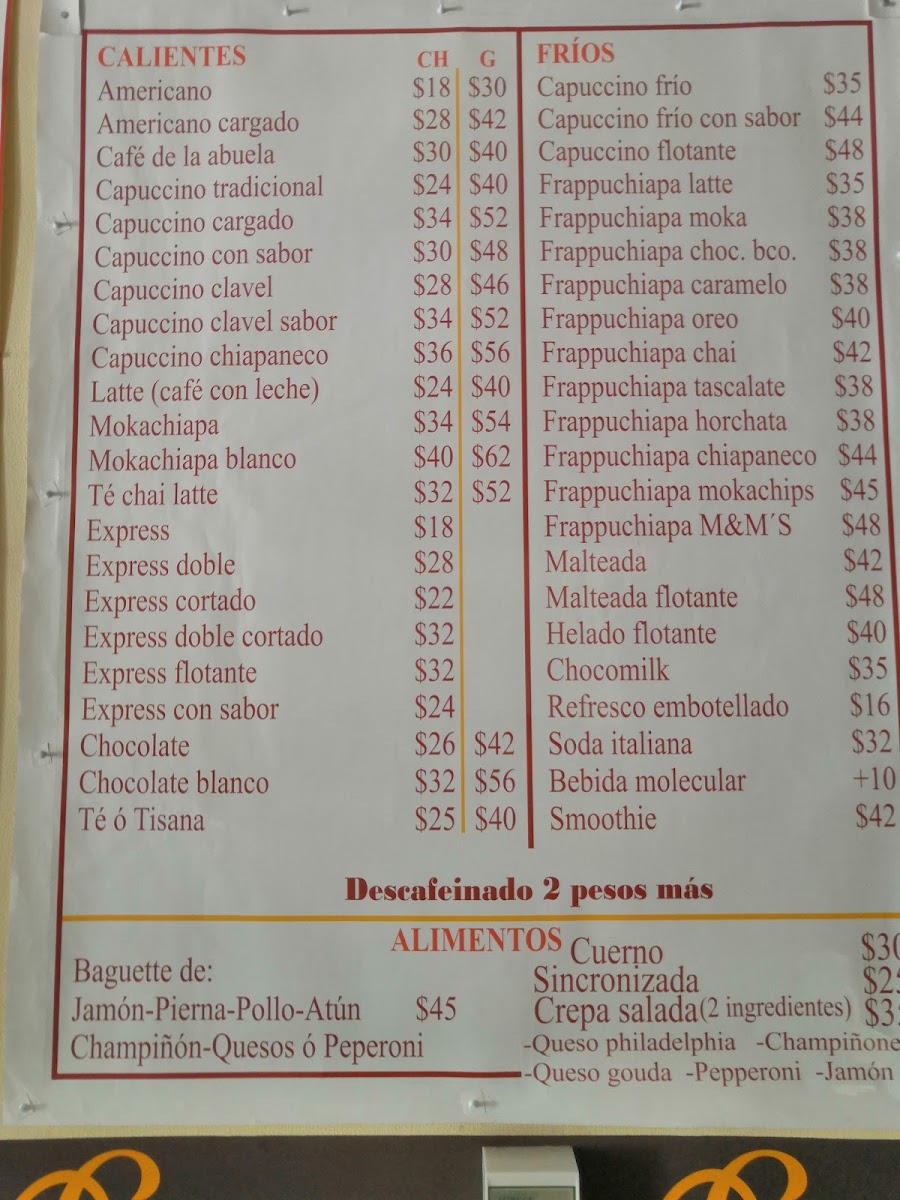 CALIENTES CH G
Americano $18 $30
Americano cargado $28 $42
Café de la abuela $30 $40
Capuccino tradicional $24 $40
Capuccino cargado $34 $52
Capuccino con sabor $30 $48
Capuccino clavel $28 $46
Capuccino clavel sabor $34 $52
Capuccino chiapaneco $36 $56
Latte (café con leche) $24 $40
Mokachiapa $34 $54
Mokachiapa blanco $40 $62
Té chai latte $32 $52
Express $18
Express doble $28
Express cortado $22
Express doble cortado $32
Express flotante $32
Express con sabor $24
Chocolate $26 $42
Chocolate blanco $32 $56
Té ó Tisana $25 $40
FRÍOS
Capuccino frío $35
Capuccino frío con sabor $44
Capuccino flotante $48
Frappuchiapa latte $35
Frappuchiapa moka $38
Frappuchiapa choc. bco. $38
Frappuchiapa caramelo $38
Frappuchiapa oreo $40
Frappuchiapa chai $42
Frappuchiapa tascalate $38
Frappuchiapa horchata $38
Frappuchiapa chiapaneco $44
Frappuchiapa mokachips $45
Frappuchiapa M&M´S $48
Malteada $42
Malteada flotante $48
Helado flotante $40
Chocomilk $35
Refresco embotellado $16
Soda italiana $32
Bebida molecular +10
Smoothie $42
Descafeinado 2 pesos más
ALIMENTOS
Baguette de:
Jamón-Pierna-Pollo-Atún $45
Champiñón-Quesos ó Peperoni
Cuerno $30
Sincronizada
Crepa salada(2 ingredientes)
-Queso philadelphia -Champiñone
-Queso gouda -Pepperoni -Jamón